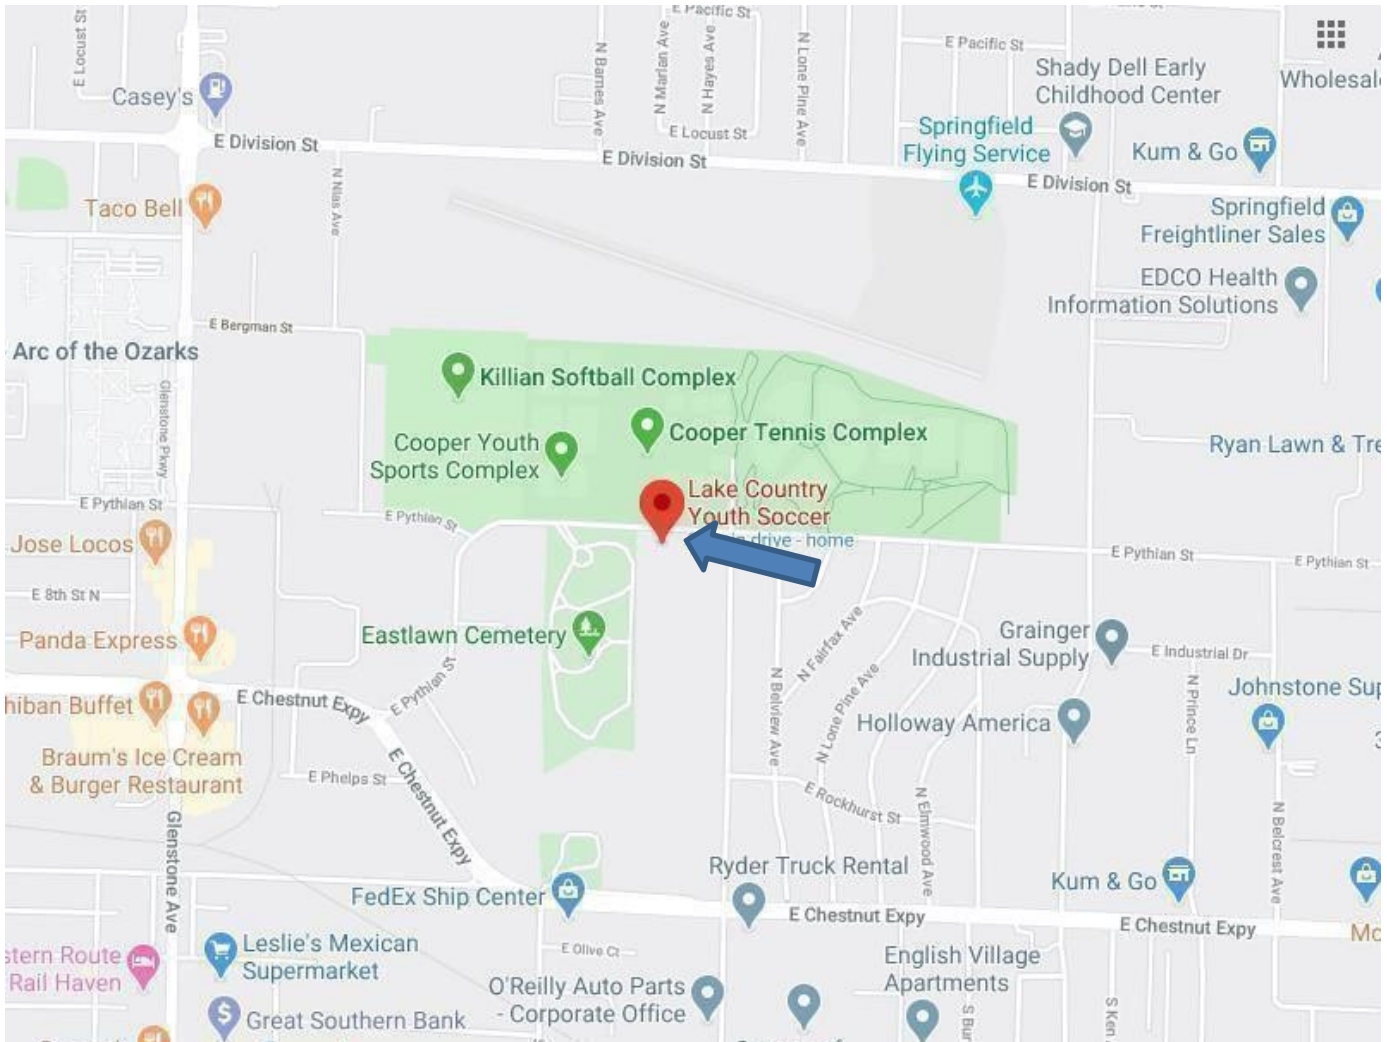 E Locust St
Casey's
E Division St
Taco Bell
N Nias Ave
E Pacific St
N Barnes Ave
N Marlan Ave
N Hayes Ave
E Locust St
N Lone Pine Ave
E Division St
E Pacific St
Shady Dell Early
Childhood Center
Wholesal
Springfield
Flying Service
Kum & Go
E Division St
Springfield
Freightliner Sales
EDCO Health
Information Solutions
E Bergman St
Arc of the Ozarks
Glenstone Pkwy
Killian Softball Complex
Cooper Youth
Sports Complex
Cooper Tennis Complex
Ryan Lawn & Tre
Lake Country
Youth Soccer
drive - home
E Pythian St
E Pythian St
E Pythian St
E Pythian St
Jose Locos
E 8th St N
Panda Express
Eastlawn Cemetery
E Pythian St
N Fairfax Ave
N Lone Pine Ave
N Belview Ave
Grainger
Industrial Supply
E Industrial Dr
N Prince Ln
Johnstone Sup
Holloway America
hiban Buffet
E Chestnut Expy
Braum's Ice Cream
& Burger Restaurant
E Phelps St
E Chestnut Expy
E Rockhurst St
N Elmwood Ave
N Belcrest Ave
Glenstone Ave
FedEx Ship Center
Ryder Truck Rental
E Chestnut Expy
Kum & Go
E Chestnut Expy
Mo
stern Route
Rail Haven
Leslie's Mexican
Supermarket
E Olive Ct
O'Reilly Auto Parts
- Corporate Office
English Village
Apartments
S Bur
S Ken
$
Great Southern Bank